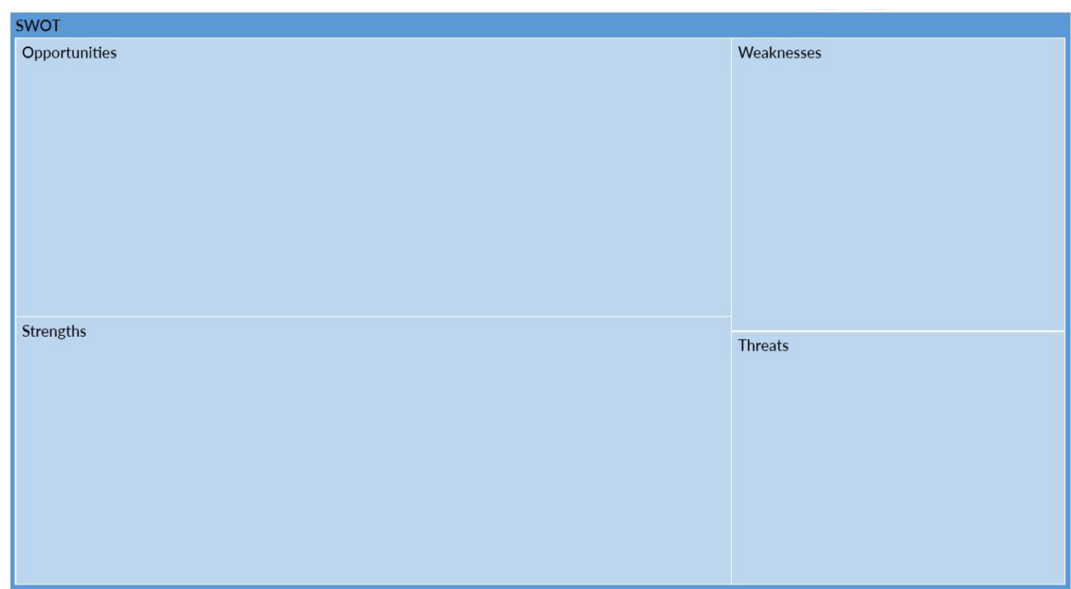 SWOT
Opportunities
Weaknesses
Strengths
Threats